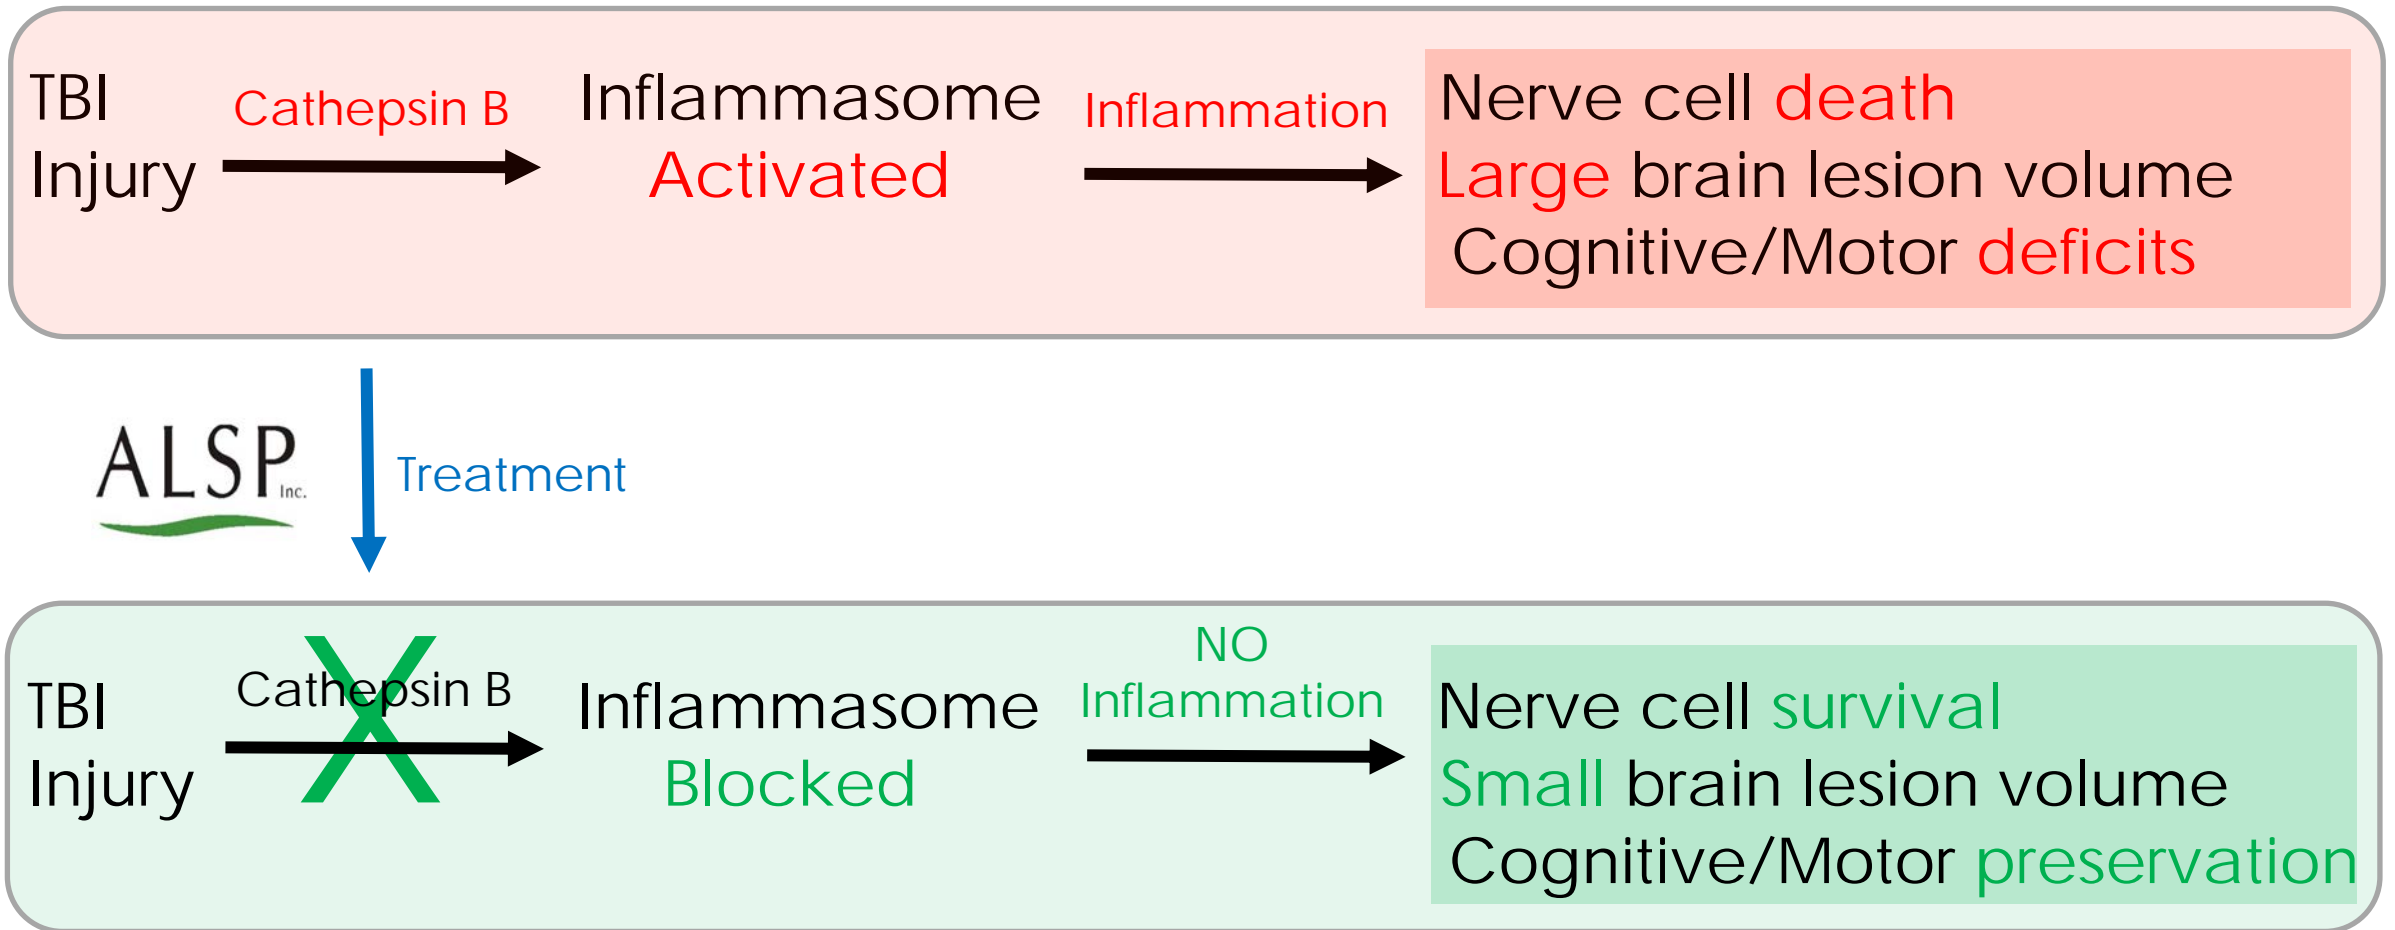 TBI
Injury
Cathepsin B
Inflammasome
Activated
Inflammation
Nerve cell death
Large brain lesion volume
Cognitive/Motor deficits
ALSP Inc.
Treatment
TBI
Injury
Cathepsin B
X
Inflammasome
Blocked
NO
Inflammation
Nerve cell survival
Small brain lesion volume
Cognitive/Motor preservation